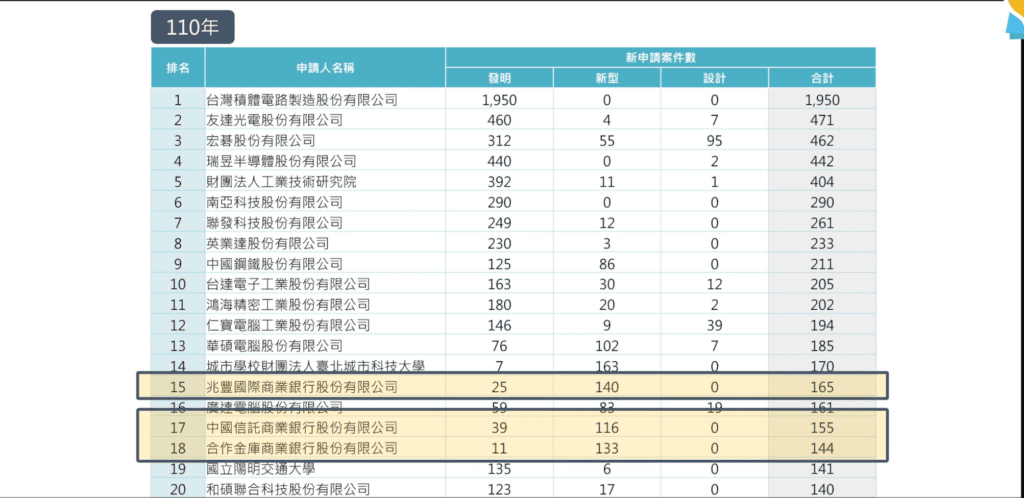 110年
排名 申請人名稱 新申請案件數
發明 新型 設計 合計
1 台灣積體電路製造股份有限公司 1,950 0 0 1,950
2 友達光電股份有限公司 460 4 7 471
3 宏碁股份有限公司 312 55 95 462
4 瑞昱半導體股份有限公司 440 0 2 442
5 財團法人工業技術研究院 392 11 1 404
6 南亞科技股份有限公司 290 0 0 290
7 聯發科技股份有限公司 249 12 0 261
8 英業達股份有限公司 230 3 0 233
9 中國鋼鐵股份有限公司 125 86 0 211
10 台達電子工業股份有限公司 163 30 12 205
11 鴻海精密工業股份有限公司 180 20 2 202
12 仁寶電腦工業股份有限公司 146 9 39 194
13 華碩電腦股份有限公司 76 102 7 185
14 城市學校財團法人臺北城市科技大學 7 163 0 170
15 兆豐國際商業銀行股份有限公司 25 140 0 165
16 廣達電腦股份有限公司 59 83 19 161
17 中國信託商業銀行股份有限公司 39 116 0 155
18 合作金庫商業銀行股份有限公司 11 133 0 144
19 國立陽明交通大學 135 6 0 141
20 和碩聯合科技股份有限公司 123 17 0 140